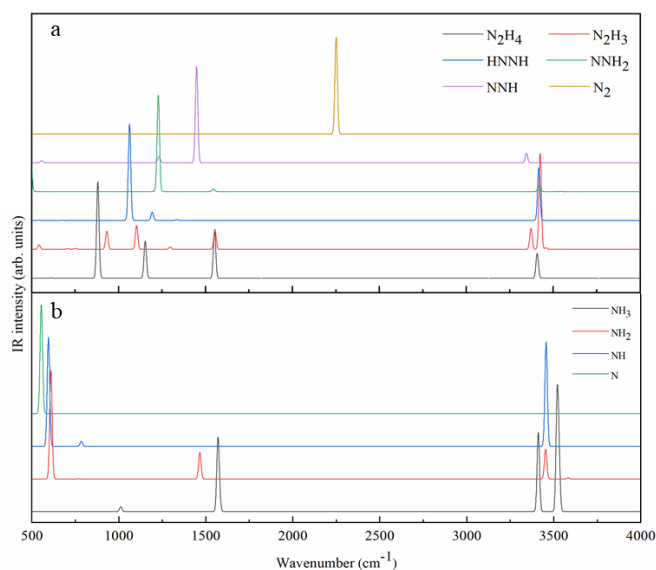 a
N₂H₄ N₂H₃
HNNH NNH₂
NNH N₂
IR intensity (arb. units)
b
NH₃
NH₂
NH
N
500 1000 1500 2000 2500 3000 3500 4000
Wavenumber (cm⁻¹)